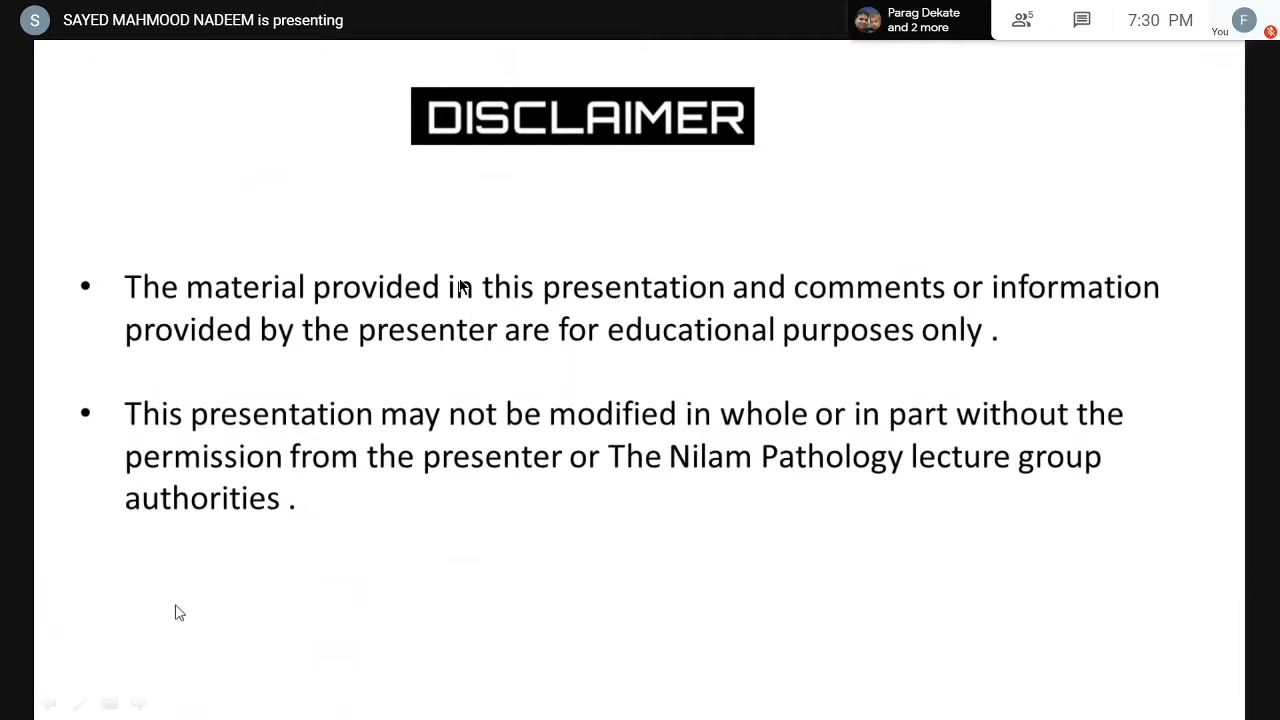 S SAYED MAHMOOD NADEEM is presenting
Parag Dekate
and 2 more
5
7:30 PM
You
F
DISCLAIMER
• The material provided in this presentation and comments or information
provided by the presenter are for educational purposes only .
• This presentation may not be modified in whole or in part without the
permission from the presenter or The Nilam Pathology lecture group
authorities .